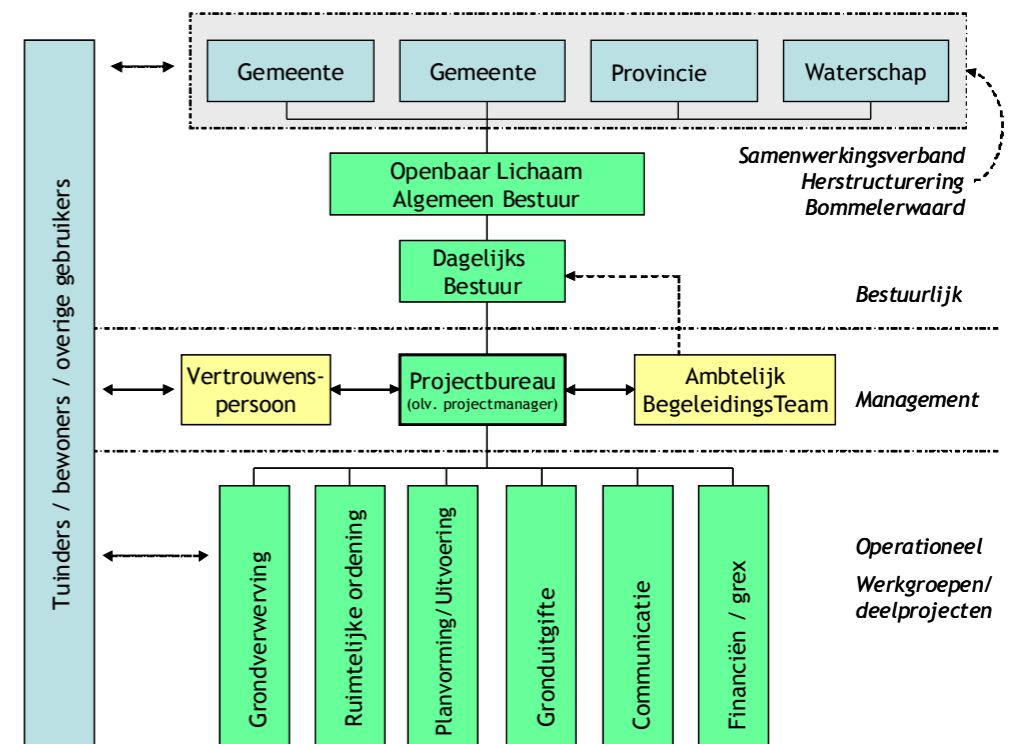 Gemeente
Gemeente
Provincie
Waterschap
Samenwerkingsverband
Herstructurering
Bommelerwaard
Openbaar Lichaam
Algemeen Bestuur
Dagelijks
Bestuur
Bestuurlijk
Tuinders / bewoners / overige gebruikers
Vertrouwens-
persoon
Projectbureau
(olv. projectmanager)
Ambtelijk
BegeleidingsTeam
Management
Grondverwerving
Ruimtelijke ordening
Planvorming/Uitvoering
Gronduitgifte
Communicatie
Financiën / grex
Operationeel
Werkgroepen/
deelprojecten